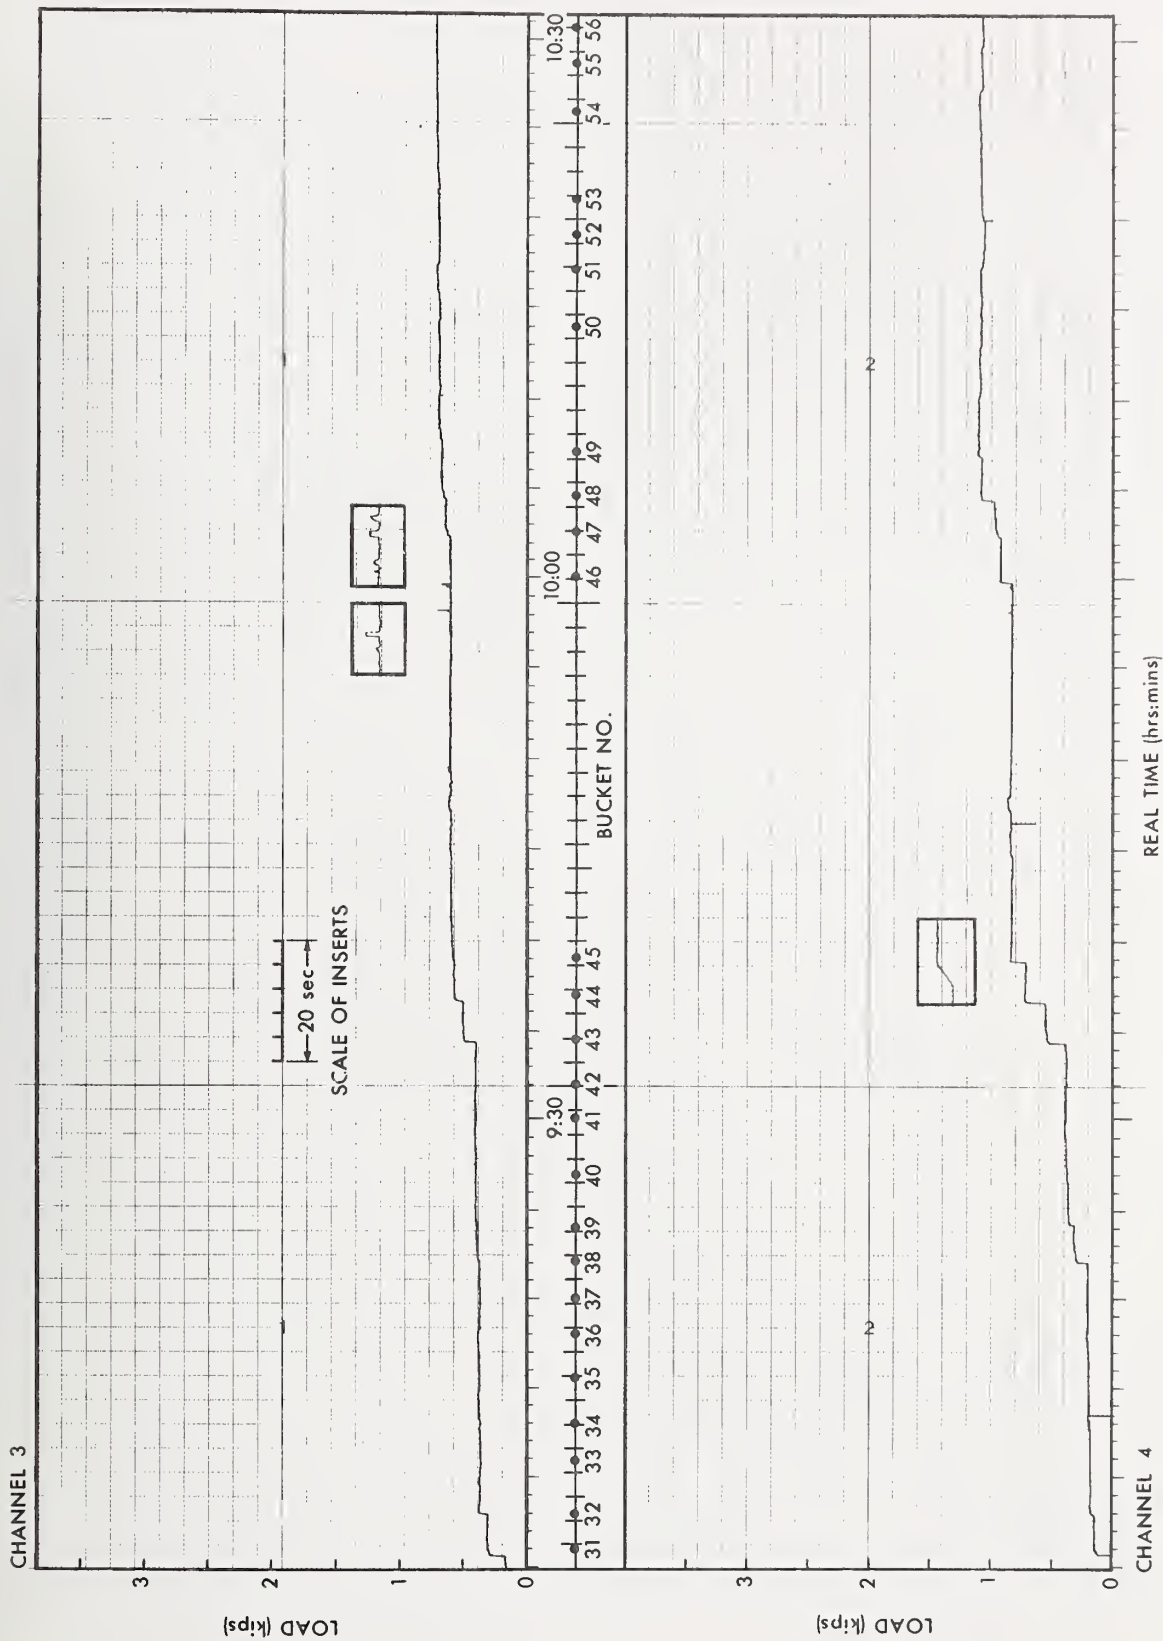 CHANNEL 3
LOAD (kips)
3
2
1
0
20 sec
SCALE OF INSERTS
9:30
10:00
10:30
31 32 33 34 35 36 37 38 39 40 41 42 43 44 45 46 47 48 49 50 51 52 53 54 55 56
BUCKET NO.
LOAD (kips)
3
2
1
0
2
2
CHANNEL 4
REAL TIME (hrs:mins)